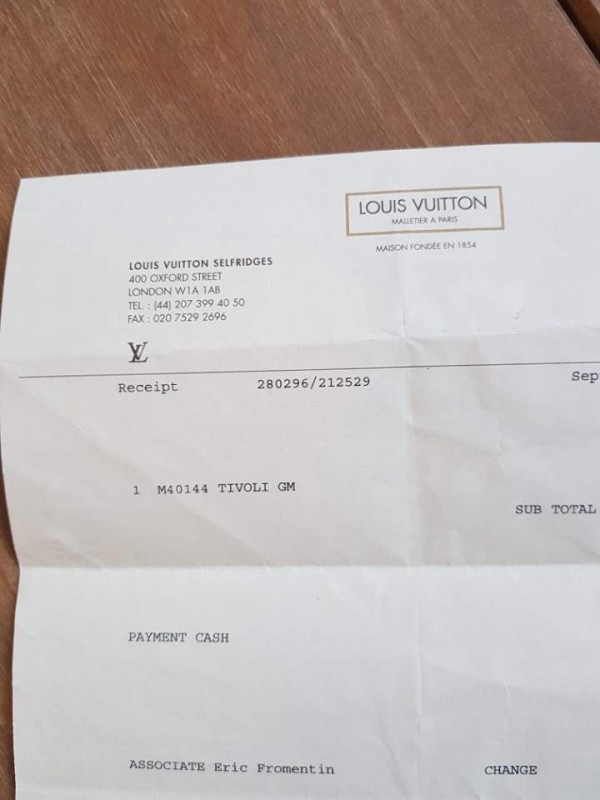 LOUIS VUITTON
MALLETIER A PARIS
MAISON FONDÉE EN 1854
LOUIS VUITTON SELFRIDGES
400 OXFORD STREET
LONDON W1A 1AB
TEL. : (44) 207 399 40 50
FAX : 020 7529 2696
LV
Receipt 280296/212529 Sep
1 M40144 TIVOLI GM
SUB TOTAL
PAYMENT CASH
ASSOCIATE Eric Fromentin CHANGE